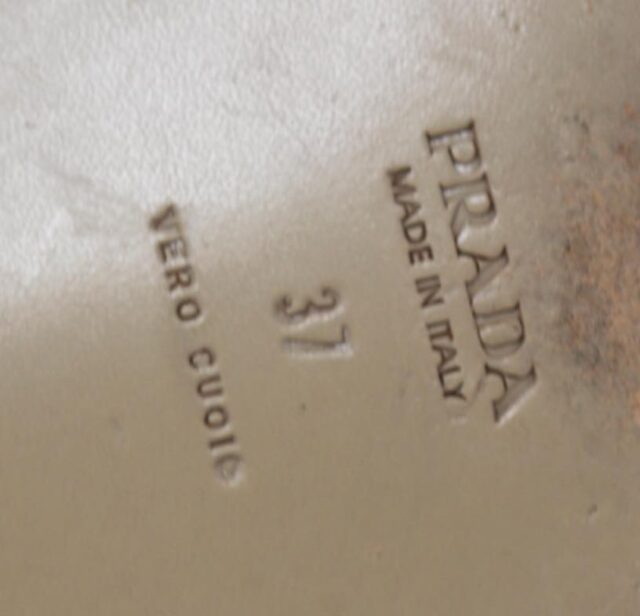 PRADA
MADE IN ITALY
37
VERO CUOIO